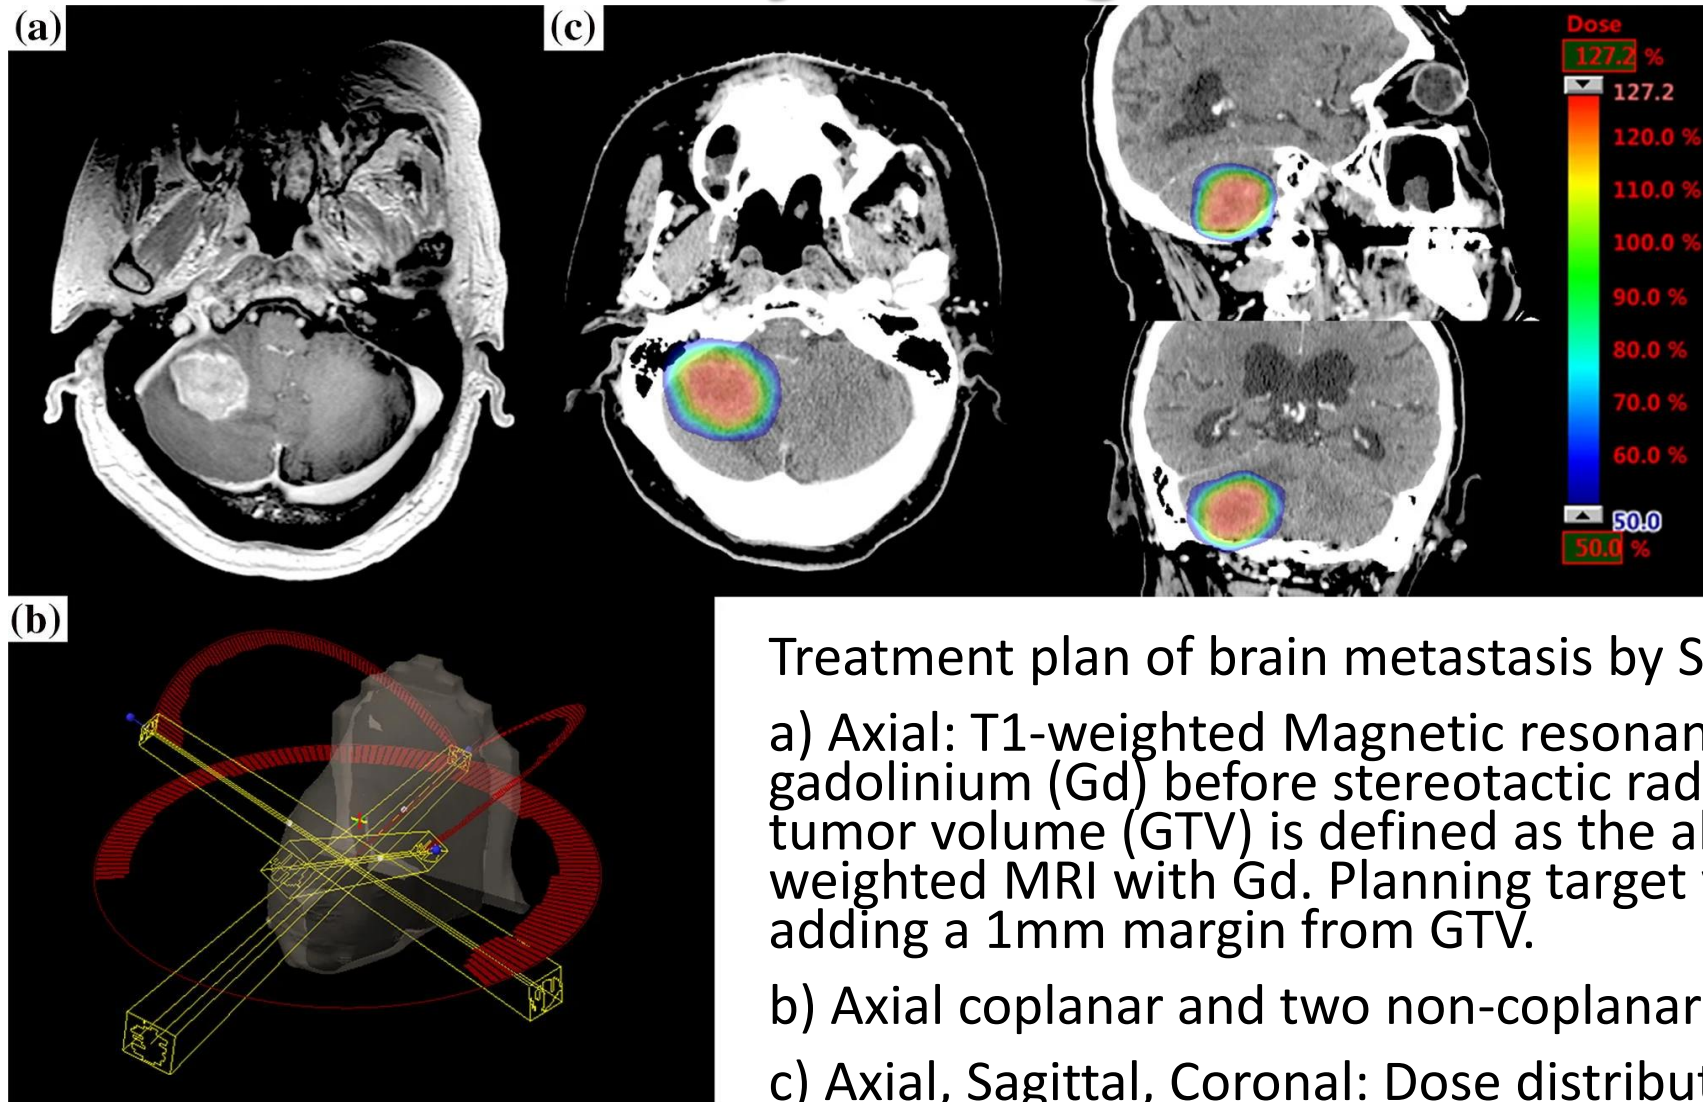 (a)
(c)
Dose
127.2 %
127.2
120.0 %
110.0 %
100.0 %
90.0 %
80.0 %
70.0 %
60.0 %
50.0
50.0 %
(b)
Treatment plan of brain metastasis by S
a) Axial: T1-weighted Magnetic resonan
gadolinium (Gd) before stereotactic rad
tumor volume (GTV) is defined as the a
weighted MRI with Gd. Planning target
adding a 1mm margin from GTV.
b) Axial coplanar and two non-coplanar
c) Axial, Sagittal, Coronal: Dose distribut